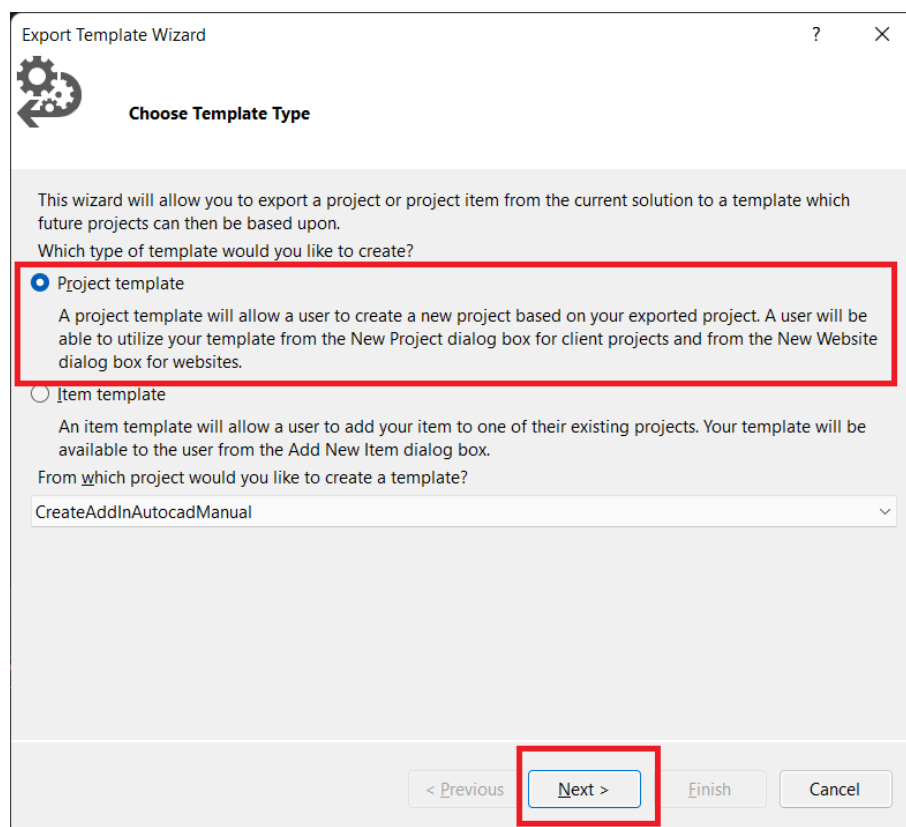 Export Template Wizard ?
Choose Template Type
This wizard will allow you to export a project or project item from the current solution to a template which
future projects can then be based upon.
Which type of template would you like to create?
Project template
A project template will allow a user to create a new project based on your exported project. A user will be
able to utilize your template from the New Project dialog box for client projects and from the New Website
dialog box for websites.
Item template
An item template will allow a user to add your item to one of their existing projects. Your template will be
available to the user from the Add New Item dialog box.
From which project would you like to create a template?
CreateAddInAutocadManual
< Previous Next > Finish Cancel